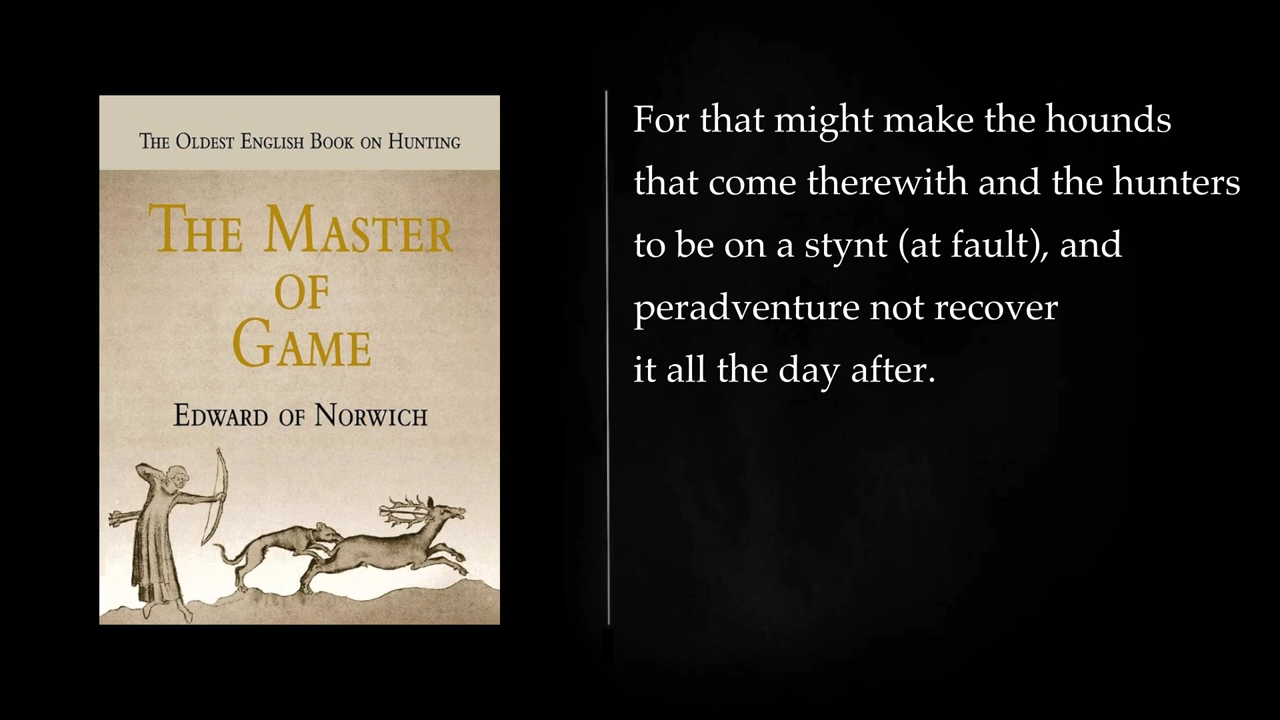 THE OLDEST ENGLISH BOOK ON HUNTING
THE MASTER
OF
GAME
EDWARD OF NORWICH
For that might make the hounds
that come therewith and the hunters
to be on a stynt (at fault), and
peradventure not recover
it all the day after.